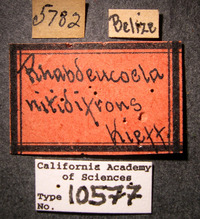 5782
Belize
Rhabdeucoela
nitidifrons
Kieff.
California Academy
of Sciences
Type
No. 10577